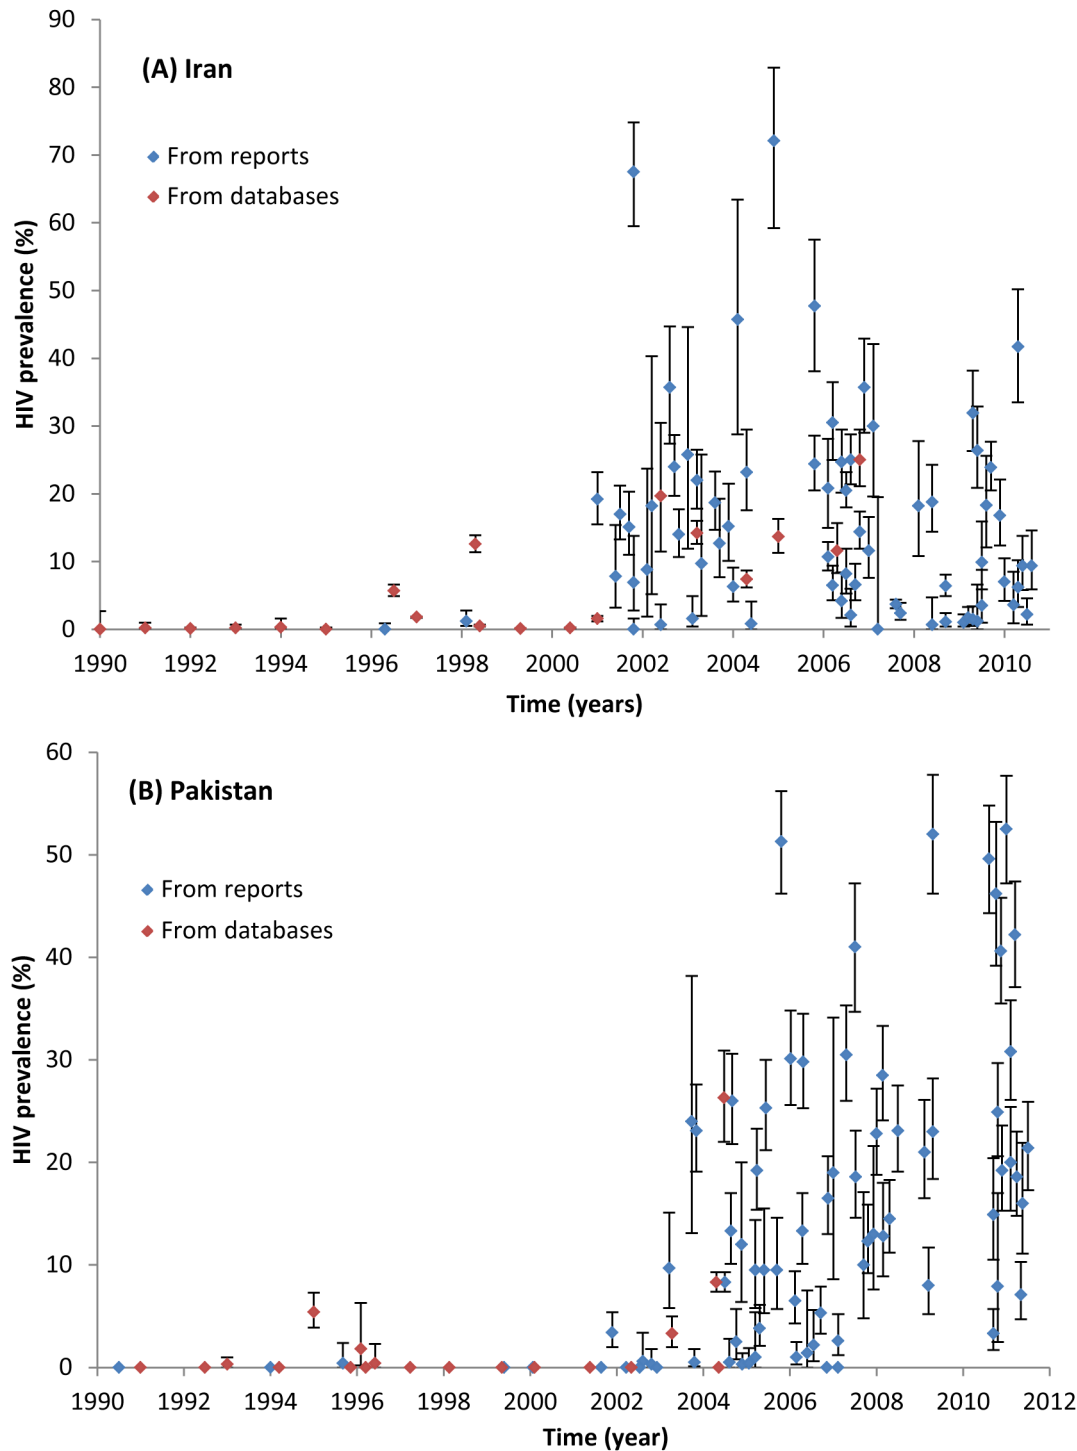 90
(A) Iran
80
70
From reports
From databases
60
50
40
30
20
10
0
HIV prevalence (%)
1990 1992 1994 1996 1998 2000 2002 2004 2006 2008 2010
Time (years)
60
(B) Pakistan
50
From reports
From databases
40
30
20
10
0
HIV prevalence (%)
1990 1992 1994 1996 1998 2000 2002 2004 2006 2008 2010 2012
Time (year)